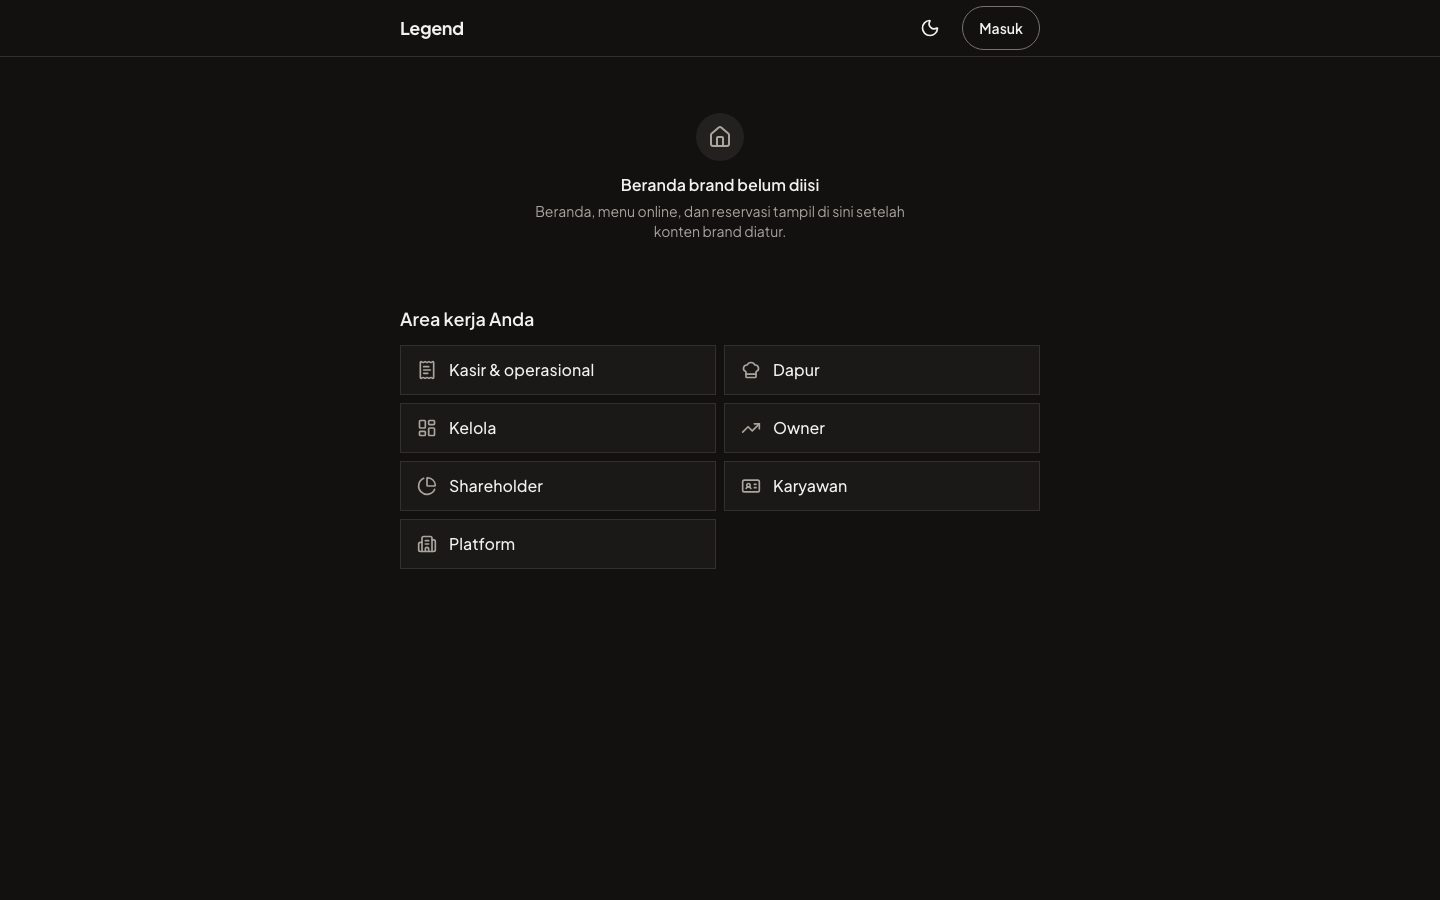 Legend
Masuk
Beranda brand belum diisi
Beranda, menu online, dan reservasi tampil di sini setelah
konten brand diatur.
Area kerja Anda
Kasir & operasional
Dapur
Kelola
Owner
Shareholder
Karyawan
Platform